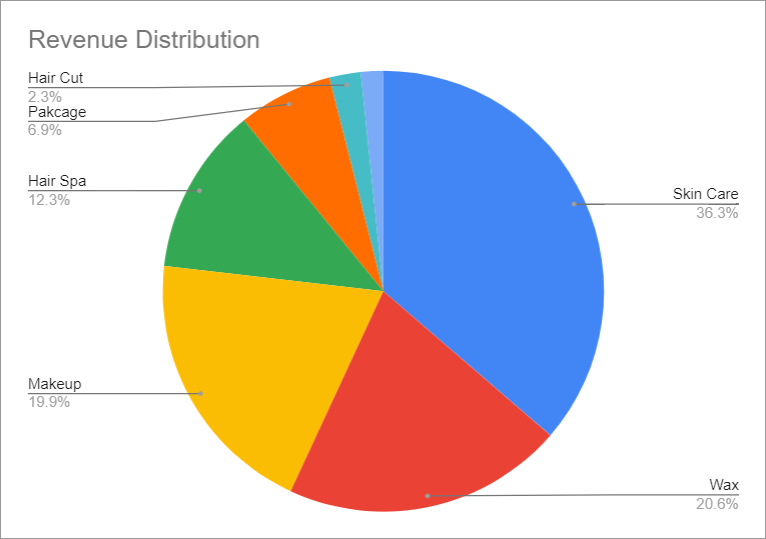 Revenue Distribution
Hair Cut
2.3%
Pakcage
6.9%
Hair Spa
12.3%
Skin Care
36.3%
Makeup
19.9%
Wax
20.6%